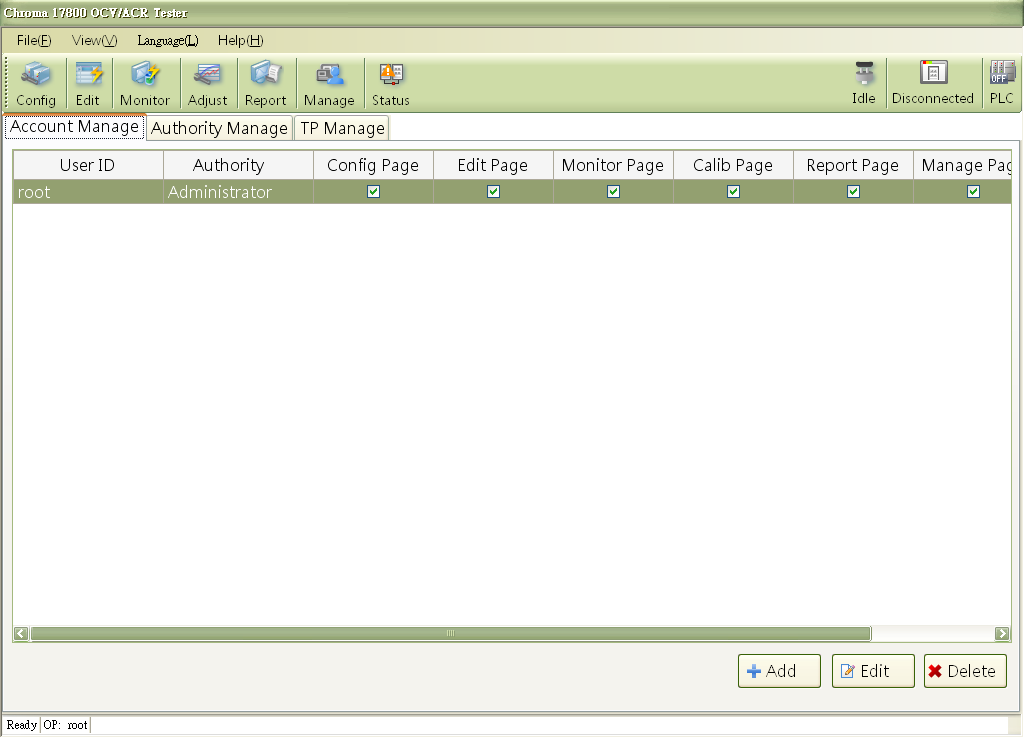 Chroma 17800 OCV/ACR Tester
File(F) View(V) Language(L) Help(H)
Config Edit Monitor Adjust Report Manage Status Idle Disconnected OFF PLC
Account Manage Authority Manage TP Manage
User ID Authority Config Page Edit Page Monitor Page Calib Page Report Page Manage Pag
root Administrator
Add Edit Delete
Ready OP: root